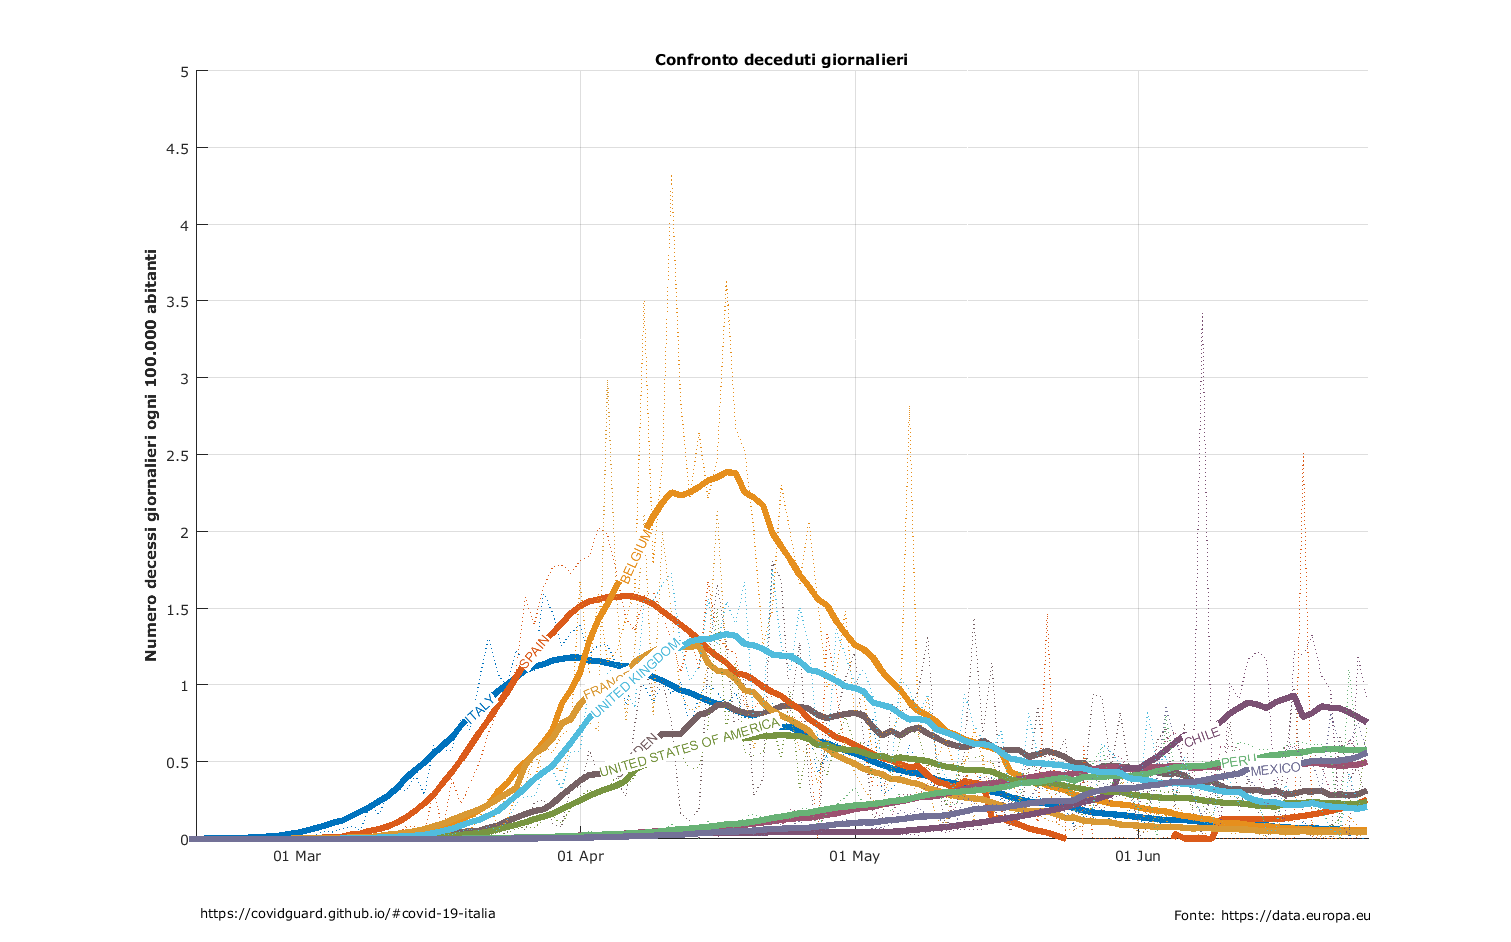 Confronto deceduti giornalieri
Numero decessi giornalieri ogni 100.000 abitanti
5
4.5
4
3.5
3
2.5
2
1.5
1
0.5
0
BELGIUM
SPAIN
ITALY
FRANC
UNITED KINGDOM
DEN
UNITED STATES OF AMERICA
CHILE
PERU
MEXICO
01 Mar
01 Apr
01 May
01 Jun
https://covidguard.github.io/#covid-19-italia
Fonte: https://data.europa.eu